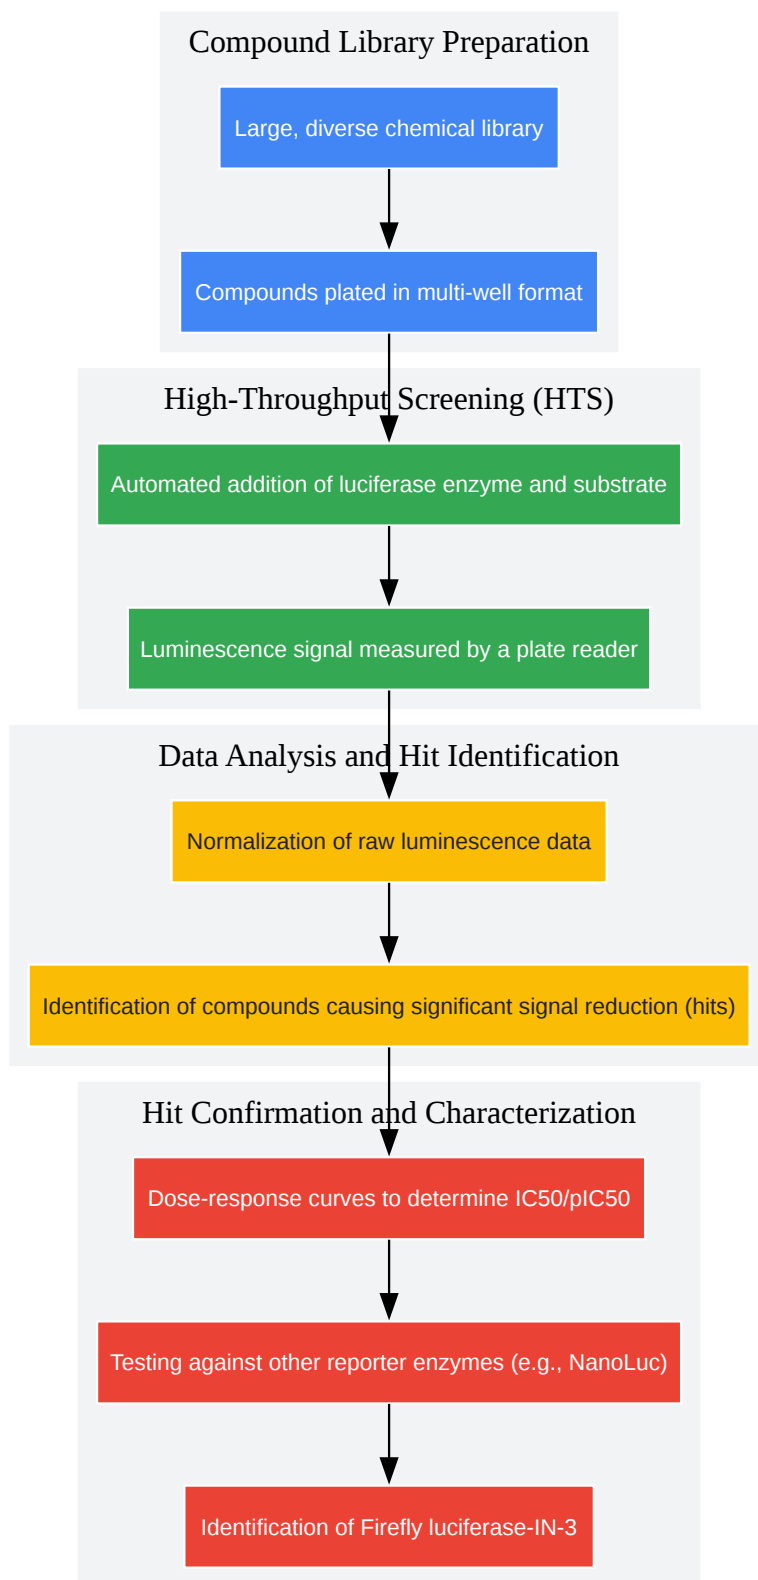 Compound Library Preparation
Large, diverse chemical library
Compounds plated in multi-well format
High-Throughput Screening (HTS)
Automated addition of luciferase enzyme and substrate
Luminescence signal measured by a plate reader
Data Analysis and Hit Identification
Normalization of raw luminescence data
Identification of compounds causing significant signal reduction (hits)
Hit Confirmation and Characterization
Dose-response curves to determine IC50/pIC50
Testing against other reporter enzymes (e.g., NanoLuc)
Identification of Firefly luciferase-IN-3